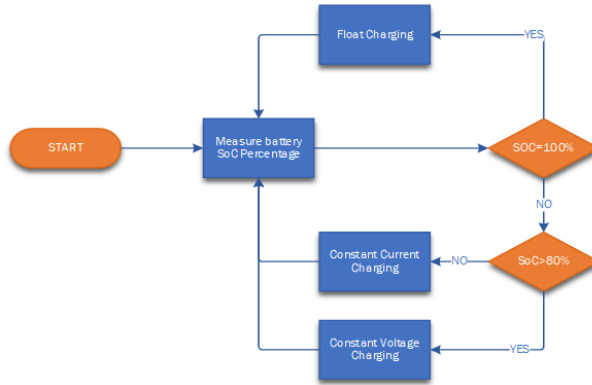 Float Charging
YES
START
Measure battery
SoC Percentage
SOC=100%
NO
Constant Current
Charging
NO
SoC>80%
Constant Voltage
Charging
YES